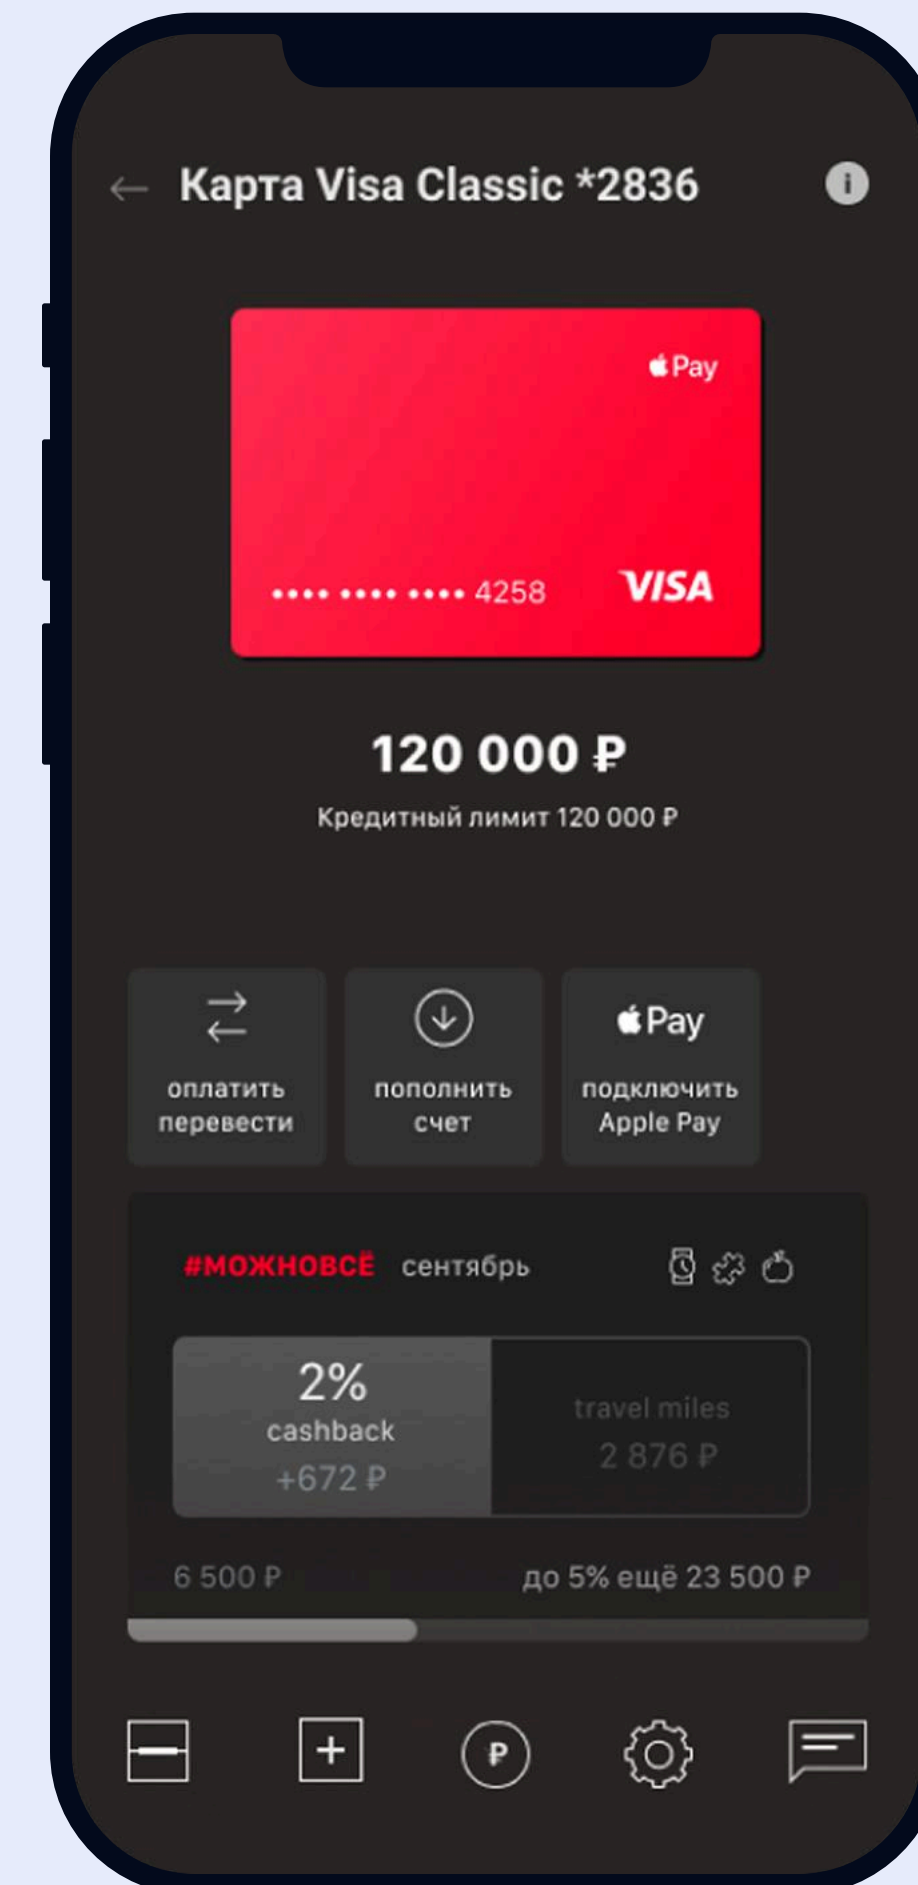 ← Карта Visa Classic *2836 i
Pay
•••• •••• •••• 4258 VISA
120 000 ₽
Кредитный лимит 120 000 ₽
оплатить
перевести
пополнить
счет
Pay
подключить
Apple Pay
#МОЖНОВСЁ сентябрь
2%
cashback
+672 ₽
travel miles
2 876 ₽
6 500 ₽ до 5% ещё 23 500 ₽
₽